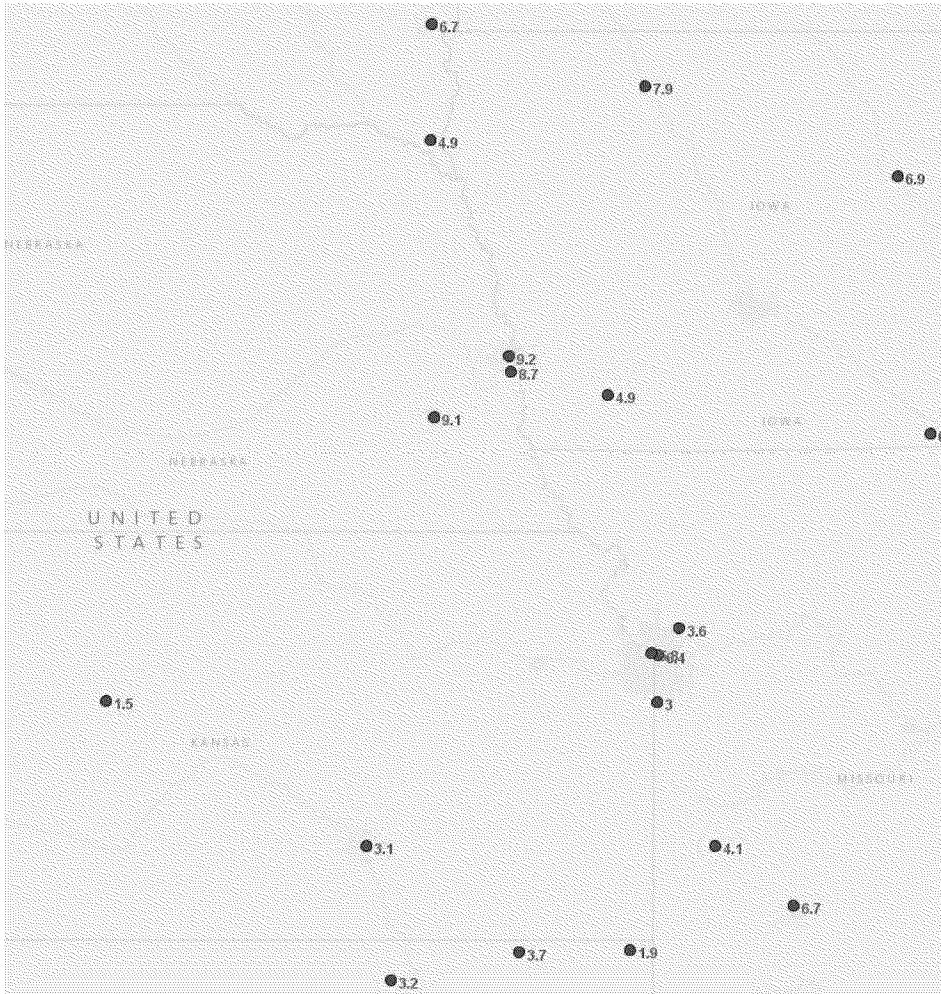 6.7
7.9
4.9
6.9
IOWA
NEBRASKA
9.2
8.7
4.9
9.1
IOWA
NEBRASKA
UNITED
STATES
3.6
3
1.5
KANSAS
MISSOURI
3.1
4.1
6.7
3.7
1.9
3.2